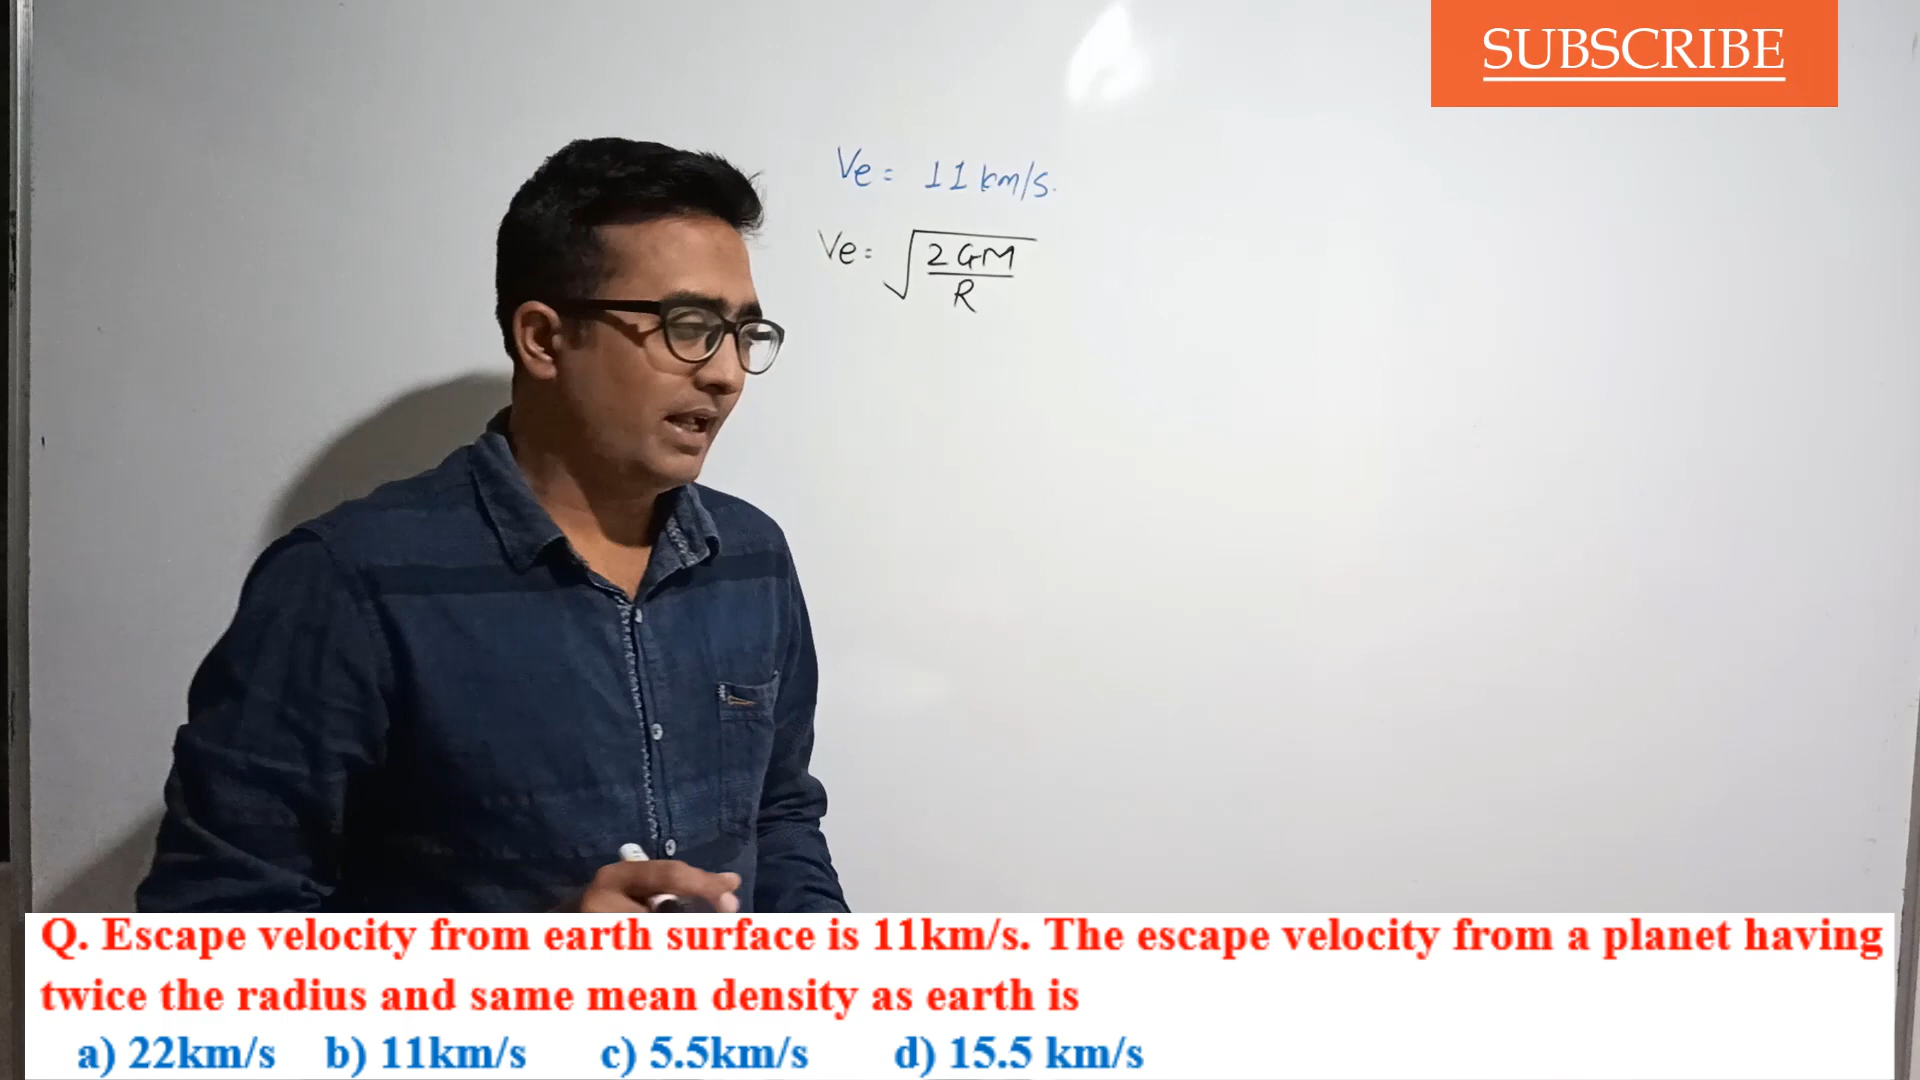 SUBSCRIBE
Ve = 11 km/s.
Ve = √2GM/R
Q. Escape velocity from earth surface is 11km/s. The escape velocity from a planet having
twice the radius and same mean density as earth is
a) 22km/s b) 11km/s c) 5.5km/s d) 15.5 km/s